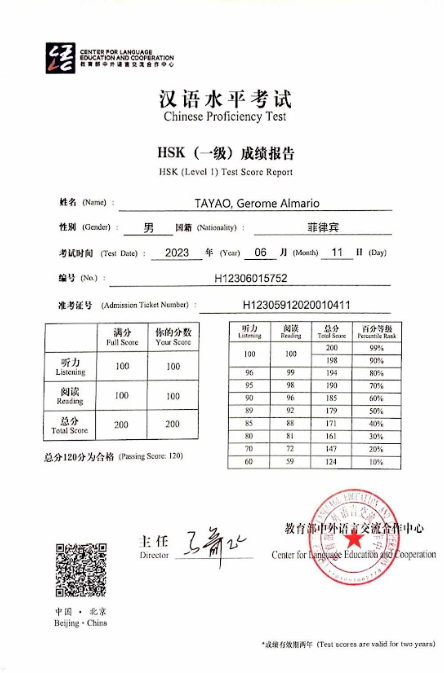 CENTER FOR LANGUAGE
EDUCATION AND COOPERATION
教育部中外语言交流合作中心
汉语水平考试
Chinese Proficiency Test
HSK（一级）成绩报告
HSK (Level 1) Test Score Report
姓名 (Name) : TAYAO, Gerome Almario
性别 (Gender) : 男 国籍 (Nationality) : 菲律宾
考试时间 (Test Date) : 2023 年 (Year) 06 月 (Month) 11 日 (Day)
编号 (No.) : H12306015752
准考证号 (Admission Ticket Number) : H12305912020010411
满分 你的分数
Full Score Your Score
听力 Listening 100 100
阅读 Reading 100 100
总分 Total Score 200 200
总分120分为合格 (Passing Score: 120)
听力 阅读 总分 百分等级
Listening Reading Total Score Percentile Rank
100 100 200 99%
198 90%
96 99 194 80%
95 98 190 70%
90 96 185 60%
89 92 179 50%
85 88 171 40%
80 81 161 30%
70 72 147 20%
60 59 124 10%
主任
Director
教育部中外语言交流合作中心
Center for Language Education and Cooperation
中国·北京
Beijing · China
*成绩有效期两年 (Test scores are valid for two years)